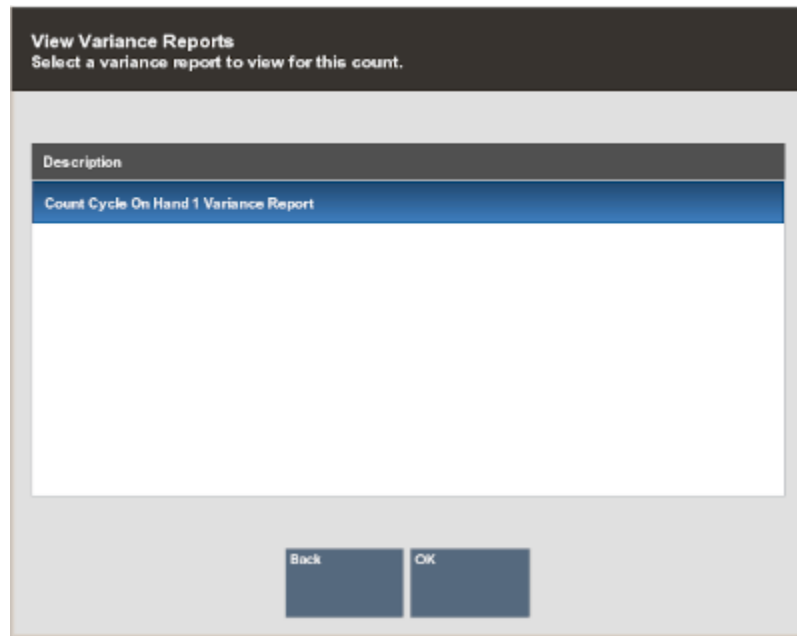 View Variance Reports
Select a variance report to view for this count.
Description
Count Cycle On Hand 1 Variance Report
Back
OK